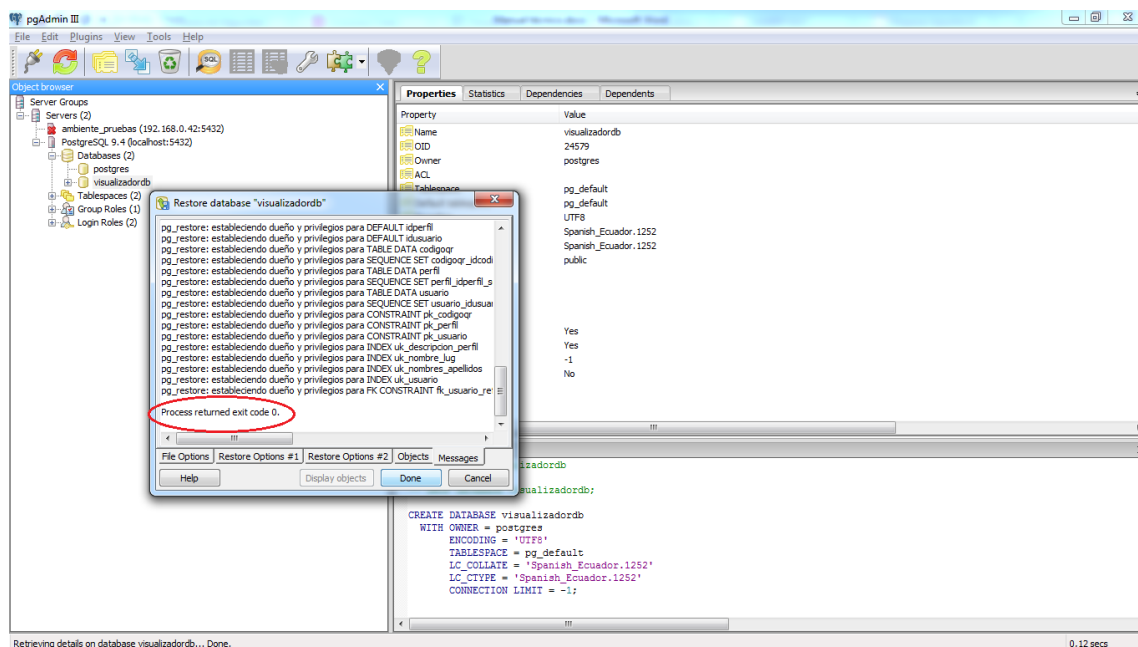 pgAdmin III
File Edit Plugins View Tools Help
SQL
Object browser
Server Groups
Servers (2)
ambiente_pruebas (192.168.0.42:5432)
PostgreSQL 9.4 (localhost:5432)
Databases (2)
postgres
visualizadordb
Tablespaces (2)
Group Roles (1)
Login Roles (2)
Properties Statistics Dependencies Dependents
Property Value
Name visualizadordb
OID 24579
Owner postgres
ACL
Tablespace pg_default
pg_default
UTF8
Spanish_Ecuador.1252
Spanish_Ecuador.1252
public
Yes
Yes
-1
No
Restore database "visualizadordb"
pg_restore: estableciendo dueño y privilegios para DEFAULT idperfil
pg_restore: estableciendo dueño y privilegios para DEFAULT idusuario
pg_restore: estableciendo dueño y privilegios para TABLE DATA codigoqr
pg_restore: estableciendo dueño y privilegios para SEQUENCE SET codigoqr_idcodi
pg_restore: estableciendo dueño y privilegios para TABLE DATA perfil
pg_restore: estableciendo dueño y privilegios para SEQUENCE SET perfil_idperfil_s
pg_restore: estableciendo dueño y privilegios para TABLE DATA usuario
pg_restore: estableciendo dueño y privilegios para SEQUENCE SET usuario_idusuar
pg_restore: estableciendo dueño y privilegios para CONSTRAINT pk_codigoqr
pg_restore: estableciendo dueño y privilegios para CONSTRAINT pk_perfil
pg_restore: estableciendo dueño y privilegios para CONSTRAINT pk_usuario
pg_restore: estableciendo dueño y privilegios para INDEX uk_descripcion_perfil
pg_restore: estableciendo dueño y privilegios para INDEX uk_nombre_lug
pg_restore: estableciendo dueño y privilegios para INDEX uk_nombres_apellidos
pg_restore: estableciendo dueño y privilegios para INDEX uk_usuario
pg_restore: estableciendo dueño y privilegios para FK CONSTRAINT fk_usuario_re
Process returned exit code 0.
File Options Restore Options #1 Restore Options #2 Objects Messages
Help Display objects Done Cancel
izadordb
sualizadordb;
CREATE DATABASE visualizadordb
WITH OWNER = postgres
ENCODING = 'UTF8'
TABLESPACE = pg_default
LC_COLLATE = 'Spanish_Ecuador.1252'
LC_CTYPE = 'Spanish_Ecuador.1252'
CONNECTION LIMIT = -1;
Retrieving details on database visualizadordb... Done. 0.12 secs